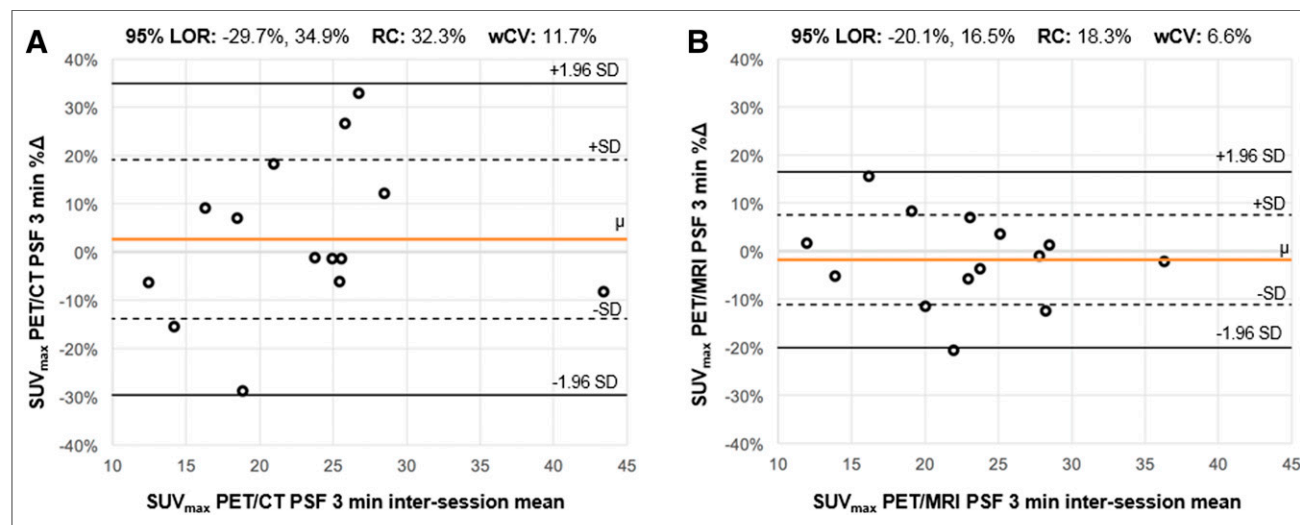 A
95% LOR: -29.7%, 34.9% RC: 32.3% wCV: 11.7%
40%
30%
20%
10%
0%
-10%
-20%
-30%
-40%
+1.96 SD
+SD
µ
-SD
-1.96 SD
10 15 20 25 30 35 40 45
SUVmax PET/CT PSF 3 min %Δ
SUVmax PET/CT PSF 3 min inter-session mean
B
95% LOR: -20.1%, 16.5% RC: 18.3% wCV: 6.6%
40%
30%
20%
10%
0%
-10%
-20%
-30%
-40%
+1.96 SD
+SD
µ
-SD
-1.96 SD
10 15 20 25 30 35 40 45
SUVmax PET/MRI PSF 3 min %Δ
SUVmax PET/MRI PSF 3 min inter-session mean